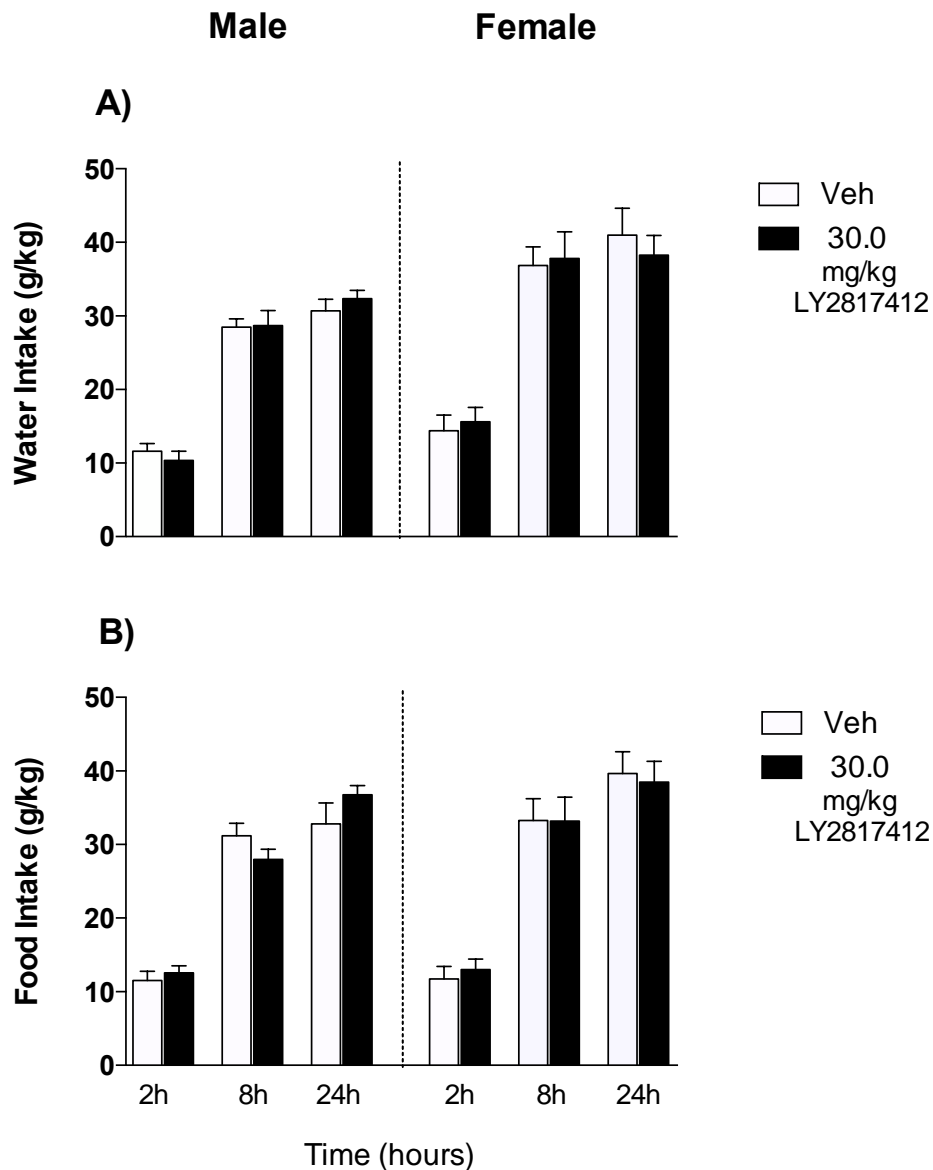 Male Female
A)
Water Intake (g/kg)
50
40
30
20
10
0
Veh
30.0
mg/kg
LY2817412
B)
Food Intake (g/kg)
50
40
30
20
10
0
Veh
30.0
mg/kg
LY2817412
2h 8h 24h 2h 8h 24h
Time (hours)